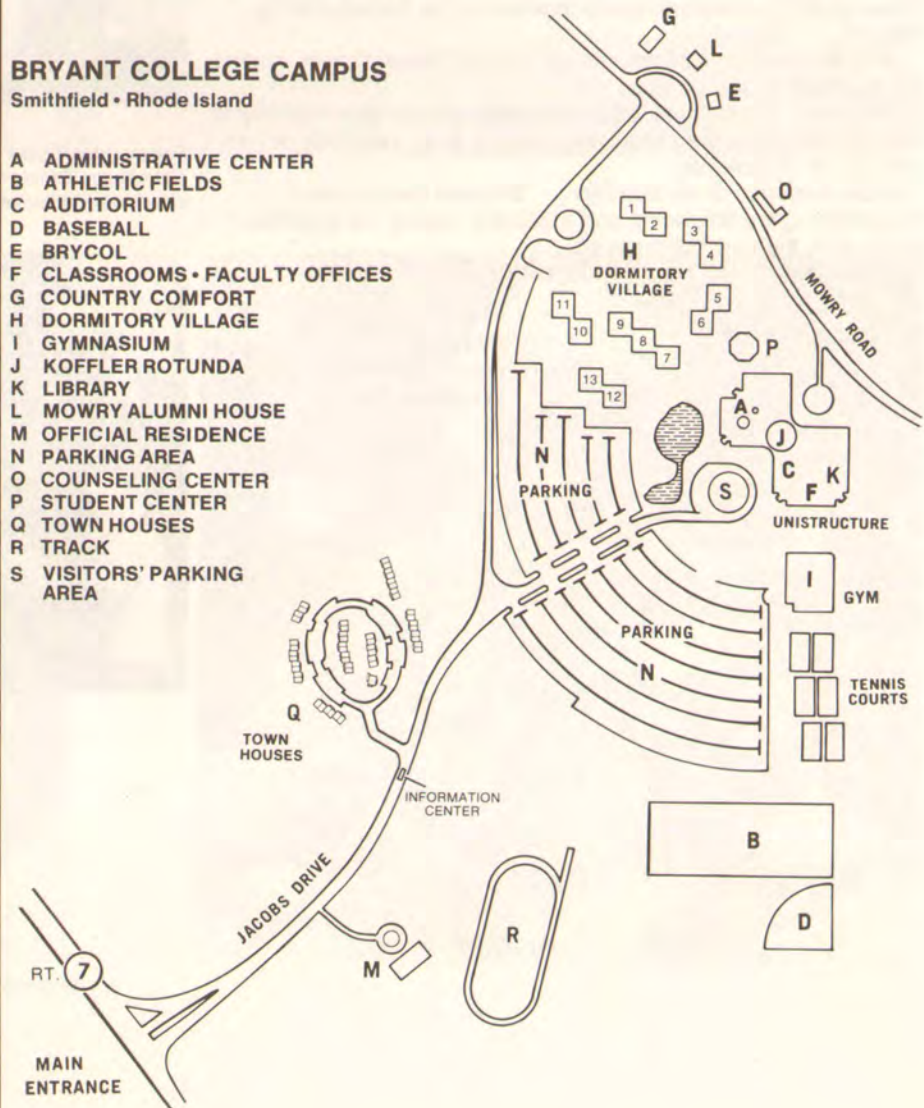 BRYANT COLLEGE CAMPUS
Smithfield • Rhode Island
A ADMINISTRATIVE CENTER
B ATHLETIC FIELDS
C AUDITORIUM
D BASEBALL
E BRYCOL
F CLASSROOMS • FACULTY OFFICES
G COUNTRY COMFORT
H DORMITORY VILLAGE
I GYMNASIUM
J KOFFLER ROTUNDA
K LIBRARY
L MOWRY ALUMNI HOUSE
M OFFICIAL RESIDENCE
N PARKING AREA
O COUNSELING CENTER
P STUDENT CENTER
Q TOWN HOUSES
R TRACK
S VISITORS' PARKING
AREA
G
L
E
O
MOWRY ROAD
1
2
3
4
H
DORMITORY
VILLAGE
5
6
11
10
9
8
7
P
13
12
A
J
C
K
F
UNISTRUCTURE
N
PARKING
S
I
GYM
PARKING
N
TENNIS
COURTS
Q
TOWN
HOUSES
INFORMATION
CENTER
B
D
R
JACOBS DRIVE
M
RT. 7
MAIN
ENTRANCE